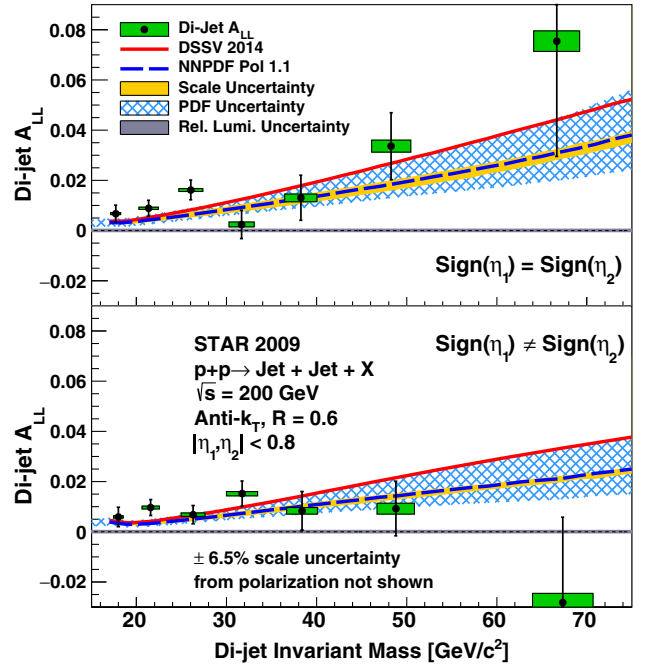 0.08
0.06
0.04
0.02
0
−0.02
Di-jet A_LL
Di-Jet A_LL
DSSV 2014
NNPDF Pol 1.1
Scale Uncertainty
PDF Uncertainty
Rel. Lumi. Uncertainty
Sign(η₁) = Sign(η₂)
0.08
0.06
0.04
0.02
0
−0.02
Di-jet A_LL
STAR 2009
p+p→ Jet + Jet + X
√s = 200 GeV
Anti-k_T, R = 0.6
|η₁,η₂| < 0.8
Sign(η₁) ≠ Sign(η₂)
± 6.5% scale uncertainty
from polarization not shown
20 30 40 50 60 70
Di-jet Invariant Mass [GeV/c²]